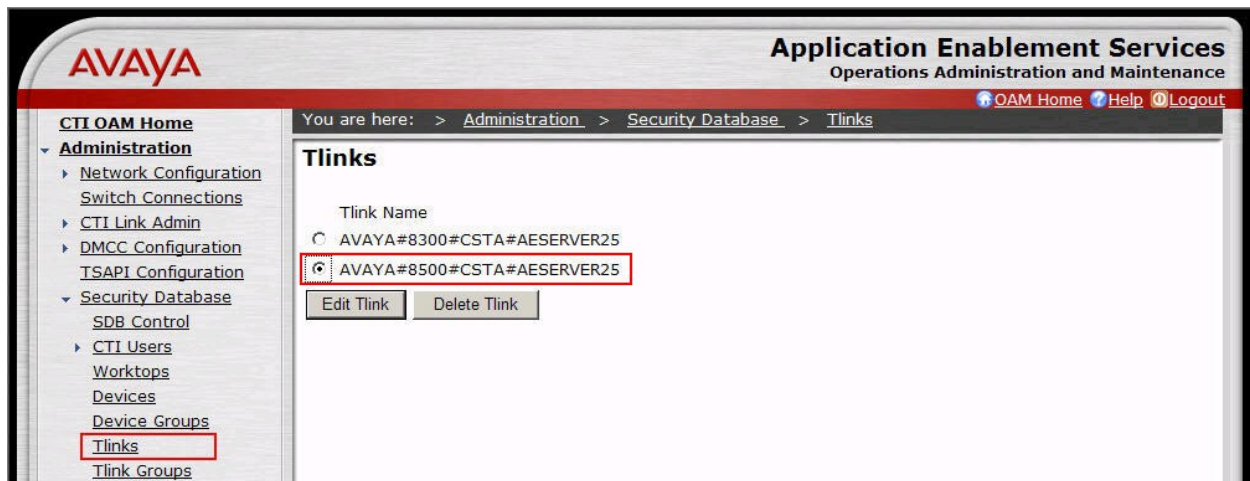 AVAYA
Application Enablement Services
Operations Administration and Maintenance
OAM Home Help Logout
CTI OAM Home
Administration
Network Configuration
Switch Connections
CTI Link Admin
DMCC Configuration
TSAPI Configuration
Security Database
SDB Control
CTI Users
Worktops
Devices
Device Groups
Tlinks
Tlink Groups
You are here: > Administration > Security Database > Tlinks
Tlinks
Tlink Name
AVAYA#8300#CSTA#AESERVER25
AVAYA#8500#CSTA#AESERVER25
Edit Tlink Delete Tlink